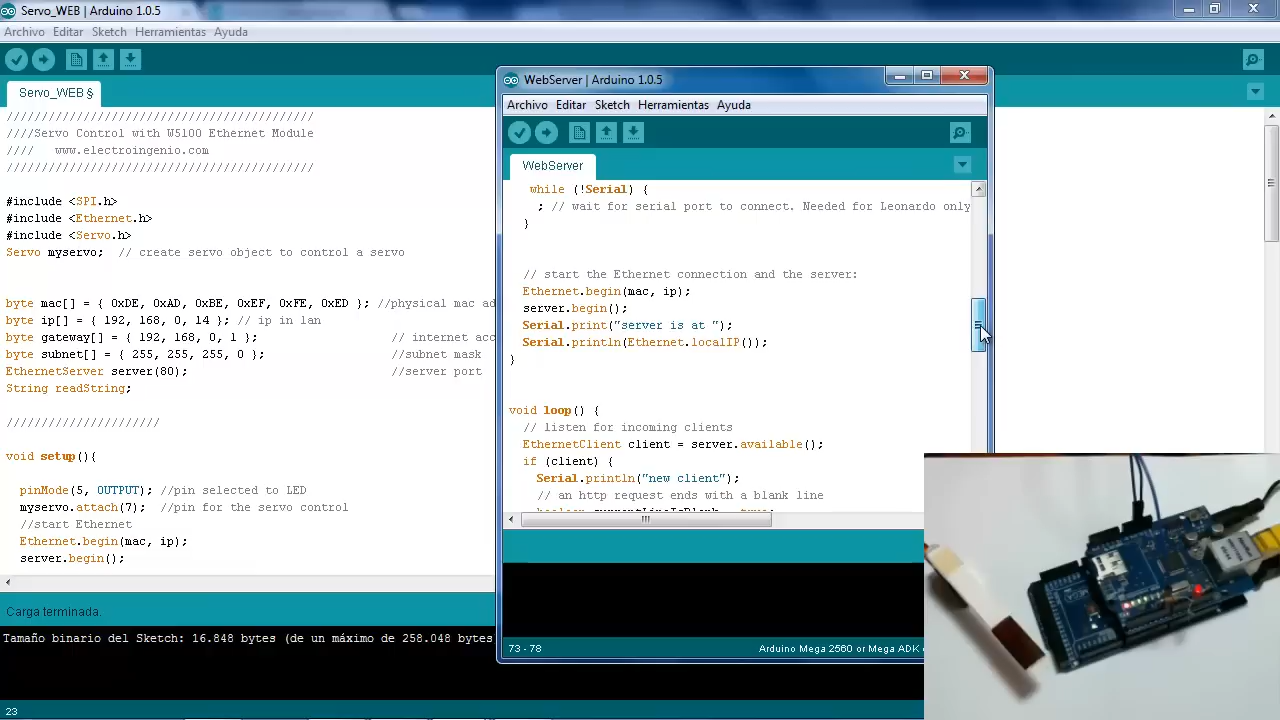 Servo_WEB | Arduino 1.0.5
Archivo Editar Sketch Herramientas Ayuda
Servo_WEB §
////////////////////////////////////////////
////Servo Control with W5100 Ethernet Module
//// www.electroingenio.com
////////////////////////////////////////////
#include <SPI.h>
#include <Ethernet.h>
#include <Servo.h>
Servo myservo; // create servo object to control a servo
byte mac[] = { 0xDE, 0xAD, 0xBE, 0xEF, 0xFE, 0xED }; //physical mac ad
byte ip[] = { 192, 168, 0, 14 }; // ip in lan
byte gateway[] = { 192, 168, 0, 1 }; // internet acc
byte subnet[] = { 255, 255, 255, 0 }; //subnet mask
EthernetServer server(80); //server port
String readString;
//////////////////////
void setup(){
pinMode(5, OUTPUT); //pin selected to LED
myservo.attach(7); //pin for the servo control
//start Ethernet
Ethernet.begin(mac, ip);
server.begin();
Carga terminada.
Tamaño binario del Sketch: 16.848 bytes (de un máximo de 258.048 bytes
23
WebServer | Arduino 1.0.5
Archivo Editar Sketch Herramientas Ayuda
WebServer
while (!Serial) {
; // wait for serial port to connect. Needed for Leonardo only
}
// start the Ethernet connection and the server:
Ethernet.begin(mac, ip);
server.begin();
Serial.print("server is at ");
Serial.println(Ethernet.localIP());
}
void loop() {
// listen for incoming clients
EthernetClient client = server.available();
if (client) {
Serial.println("new client");
// an http request ends with a blank line
73 - 78
Arduino Mega 2560 or Mega ADK